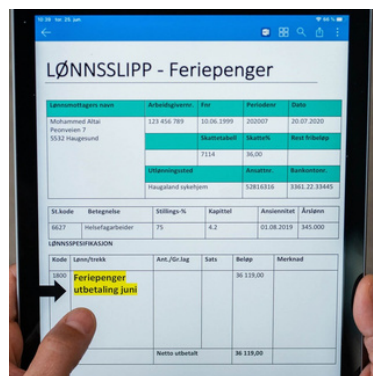 10:30 tor. 25. jun.
LØNNSSLIPP - Feriepenger
Lønnsmottagers navn Arbeidsgivernr. Fnr Periodenr Dato
Mohammed Altai 123 456 789 10.06.1999 202007 20.07.2020
Peonveien 7
5532 Haugesund
Skattetabell Skatte% Rest fribeløp
7114 36,00
Utlønningssted Ansattnr. Bankkontonr.
Haugaland sykehjem 52816316 3361.22.33445
St.kode Betegnelse Stillings-% Kapittel Ansiennitet Årslønn
6627 Helsefagarbeider 75 4.2 01.08.2019 345.000
LØNNSSPESIFIKASJON
Kode Lønn/trekk Ant./Gr.lag Sats Beløp Merknad
1800 Feriepenger 36 119,00
utbetaling juni
Netto utbetalt 36 119,00